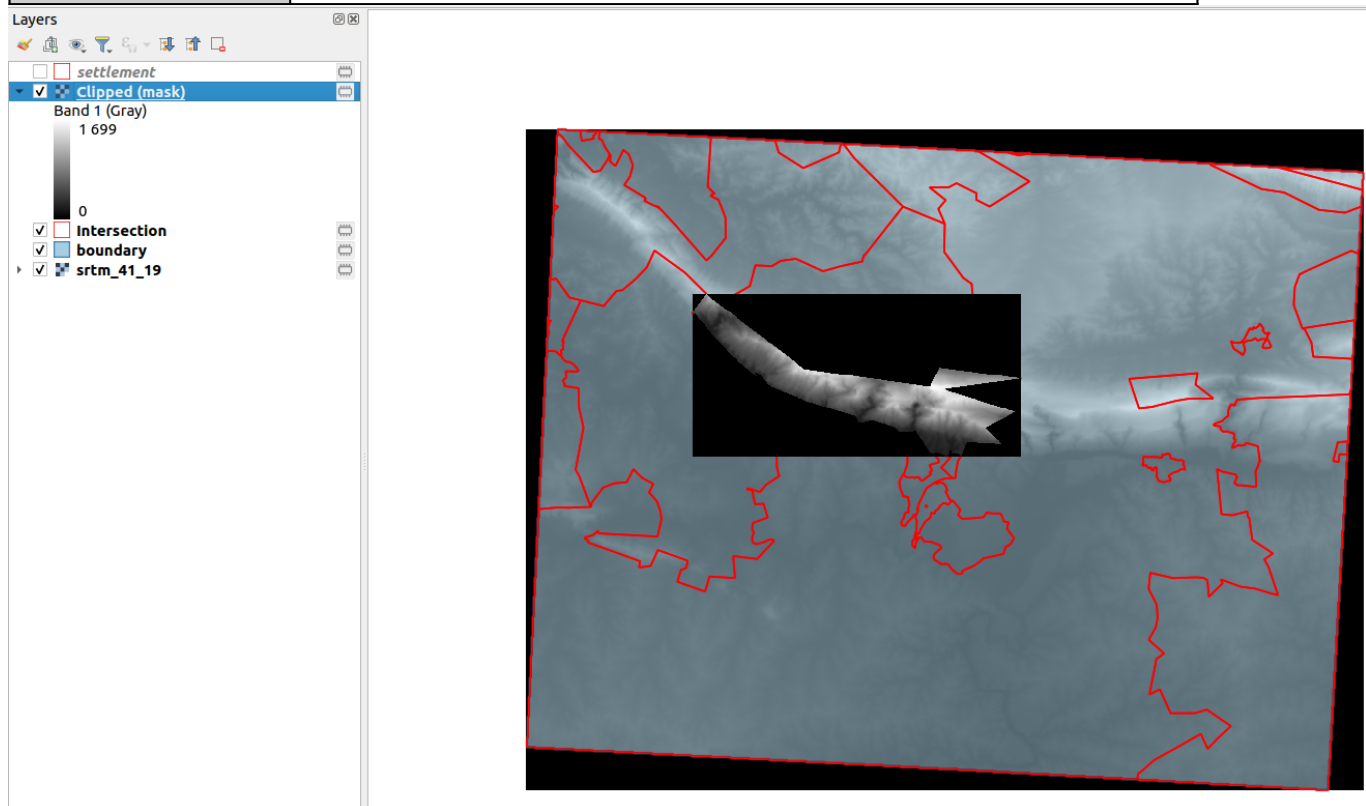 Layers
settlement
Clipped (mask)
Band 1 (Gray)
1 699
0
Intersection
boundary
srtm_41_19